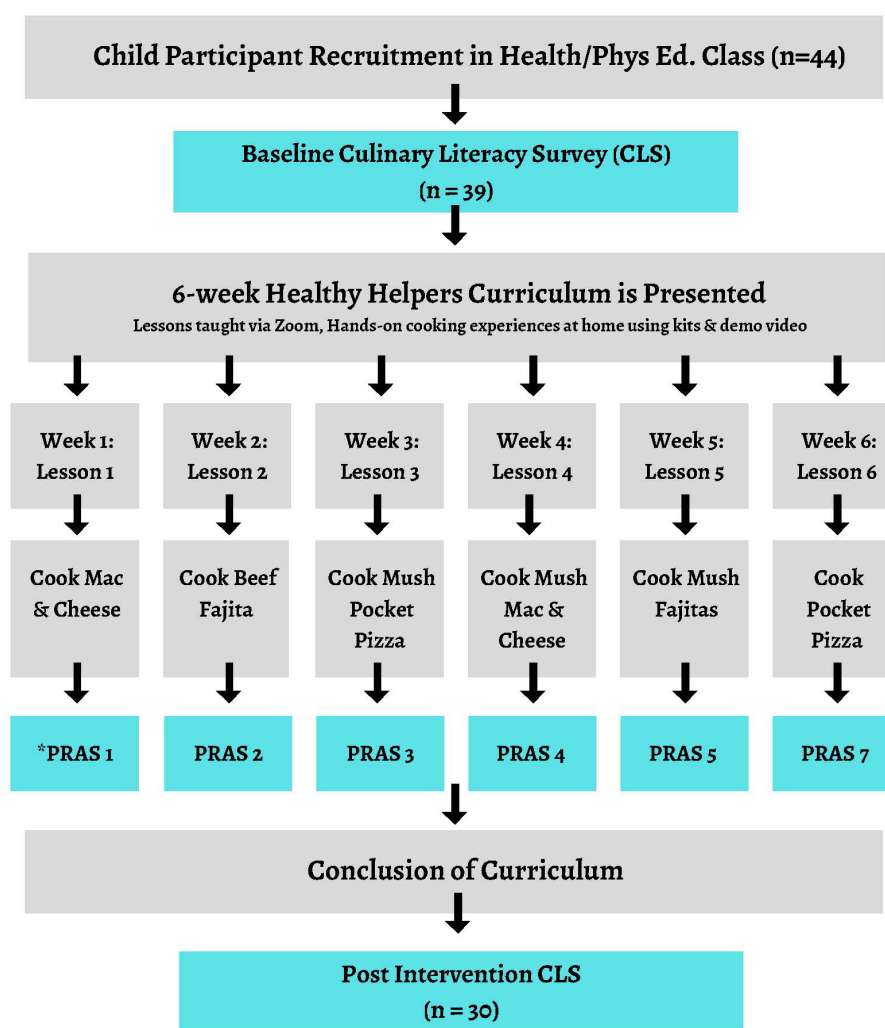 Child Participant Recruitment in Health/Phys Ed. Class (n=44)
Baseline Culinary Literacy Survey (CLS)
(n = 39)
6-week Healthy Helpers Curriculum is Presented
Lessons taught via Zoom, Hands-on cooking experiences at home using kits & demo video
Week 1:
Lesson 1
Week 2:
Lesson 2
Week 3:
Lesson 3
Week 4:
Lesson 4
Week 5:
Lesson 5
Week 6:
Lesson 6
Cook Mac
& Cheese
Cook Beef
Fajita
Cook Mush
Pocket
Pizza
Cook Mush
Mac &
Cheese
Cook Mush
Fajitas
Cook
Pocket
Pizza
*PRAS 1
PRAS 2
PRAS 3
PRAS 4
PRAS 5
PRAS 7
Conclusion of Curriculum
Post Intervention CLS
(n = 30)